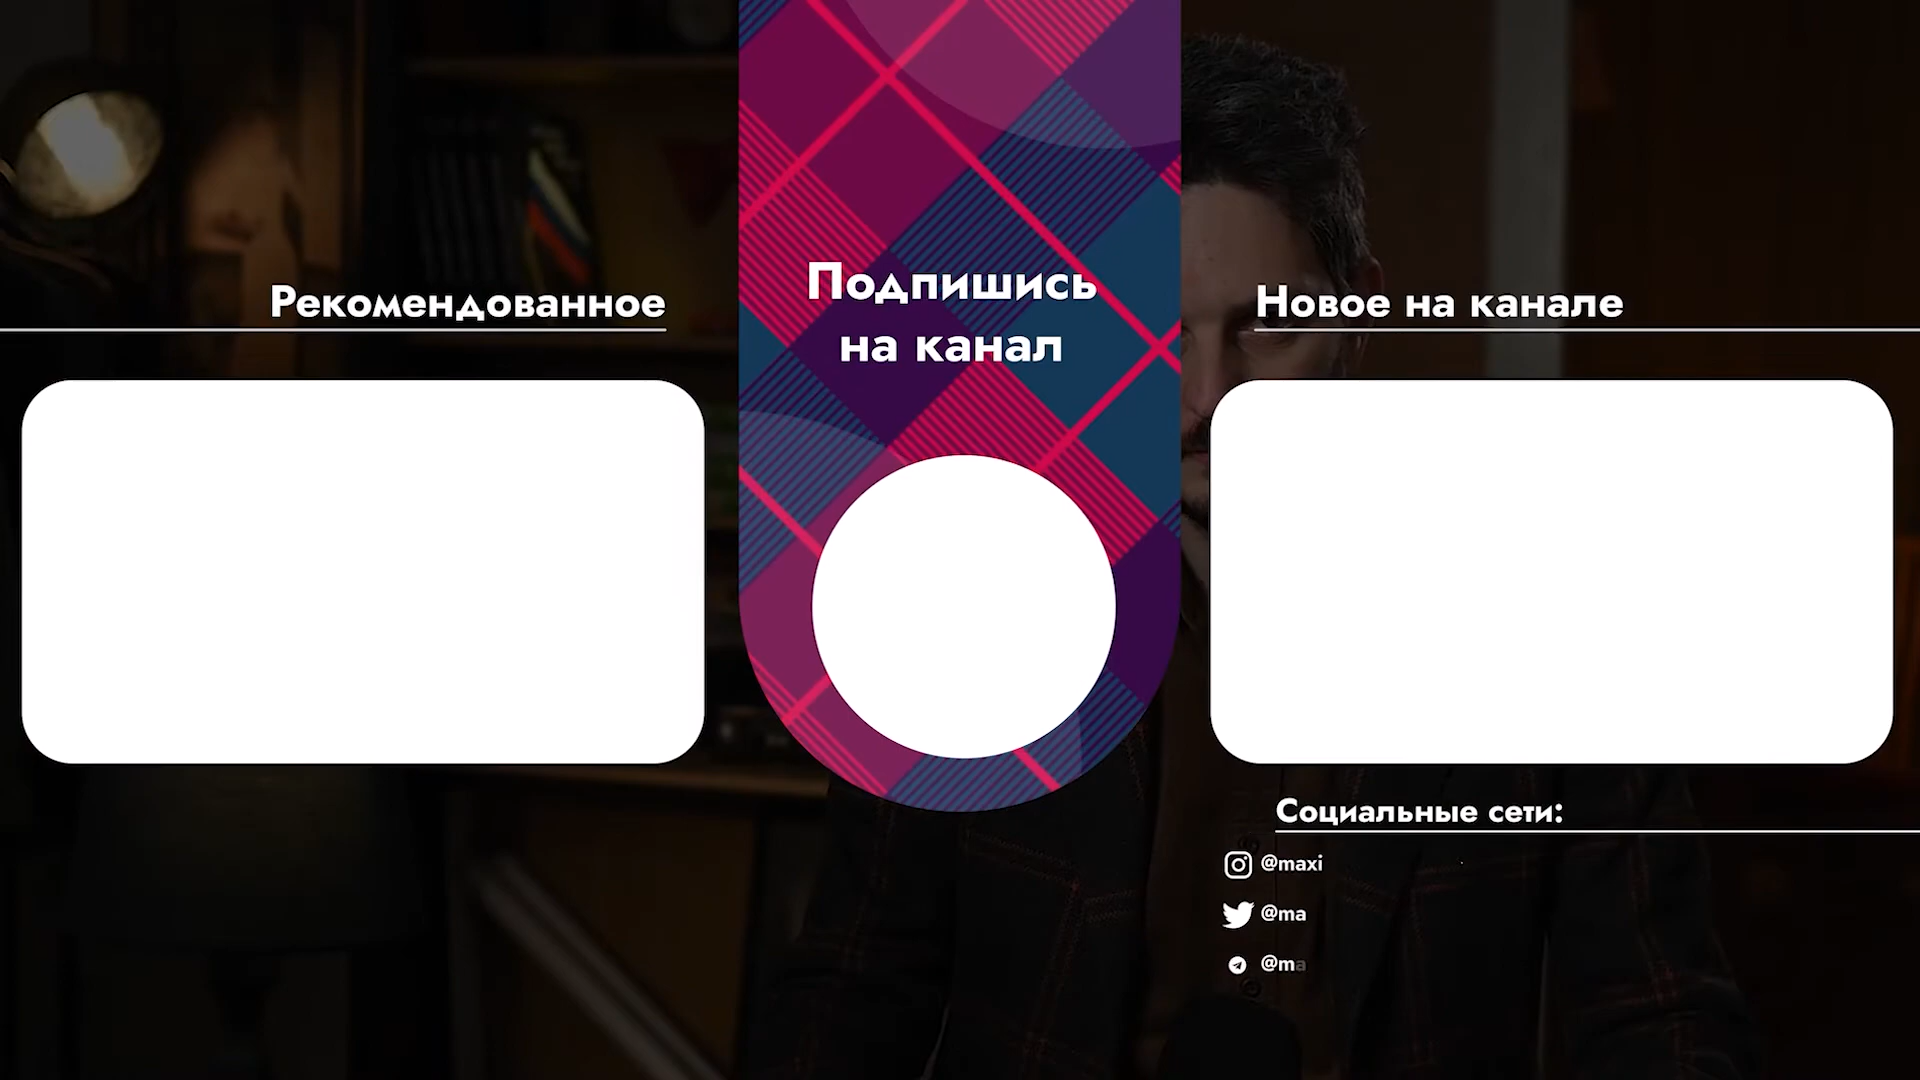 Рекомендованное
Подпишись
на канал
Новое на канале
Социальные сети:
@maxi
@ma
@ma